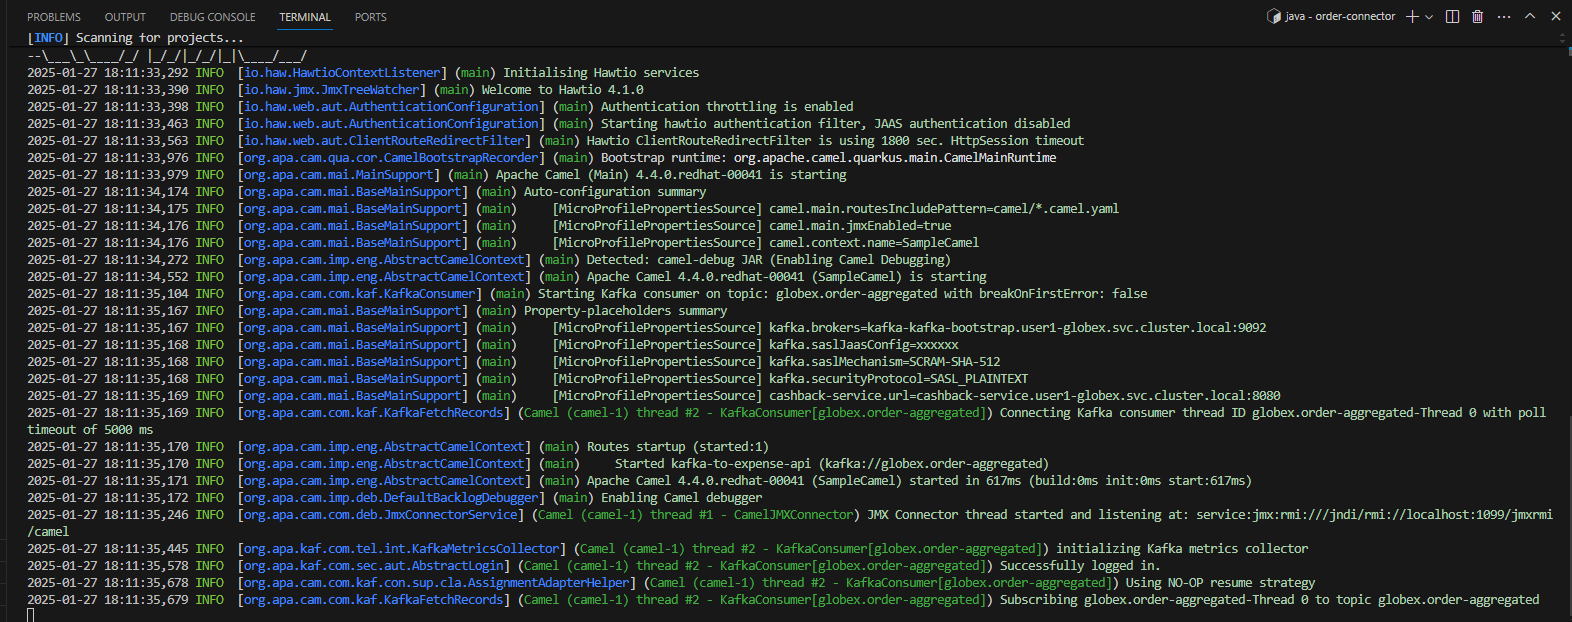 PROBLEMS OUTPUT DEBUG CONSOLE TERMINAL PORTS java - order-connector
[INFO] Scanning for projects...
--\___\_\____/_/ |_/_/|_/_/|_|\____/___/
2025-01-27 18:11:33,292 INFO [io.haw.HawtioContextListener] (main) Initialising Hawtio services
2025-01-27 18:11:33,390 INFO [io.haw.jmx.JmxTreeWatcher] (main) Welcome to Hawtio 4.1.0
2025-01-27 18:11:33,398 INFO [io.haw.web.aut.AuthenticationConfiguration] (main) Authentication throttling is enabled
2025-01-27 18:11:33,463 INFO [io.haw.web.aut.AuthenticationConfiguration] (main) Starting hawtio authentication filter, JAAS authentication disabled
2025-01-27 18:11:33,563 INFO [io.haw.web.aut.ClientRouteRedirectFilter] (main) Hawtio ClientRouteRedirectFilter is using 1800 sec. HttpSession timeout
2025-01-27 18:11:33,976 INFO [org.apa.cam.qua.cor.CamelBootstrapRecorder] (main) Bootstrap runtime: org.apache.camel.quarkus.main.CamelMainRuntime
2025-01-27 18:11:33,979 INFO [org.apa.cam.mai.MainSupport] (main) Apache Camel (Main) 4.4.0.redhat-00041 is starting
2025-01-27 18:11:34,174 INFO [org.apa.cam.mai.BaseMainSupport] (main) Auto-configuration summary
2025-01-27 18:11:34,175 INFO [org.apa.cam.mai.BaseMainSupport] (main) [MicroProfilePropertiesSource] camel.main.routesIncludePattern=camel/*.camel.yaml
2025-01-27 18:11:34,176 INFO [org.apa.cam.mai.BaseMainSupport] (main) [MicroProfilePropertiesSource] camel.main.jmxEnabled=true
2025-01-27 18:11:34,176 INFO [org.apa.cam.mai.BaseMainSupport] (main) [MicroProfilePropertiesSource] camel.context.name=SampleCamel
2025-01-27 18:11:34,272 INFO [org.apa.cam.imp.eng.AbstractCamelContext] (main) Detected: camel-debug JAR (Enabling Camel Debugging)
2025-01-27 18:11:34,552 INFO [org.apa.cam.imp.eng.AbstractCamelContext] (main) Apache Camel 4.4.0.redhat-00041 (SampleCamel) is starting
2025-01-27 18:11:35,104 INFO [org.apa.cam.com.kaf.KafkaConsumer] (main) Starting Kafka consumer on topic: globex.order-aggregated with breakOnFirstError: false
2025-01-27 18:11:35,167 INFO [org.apa.cam.mai.BaseMainSupport] (main) Property-placeholders summary
2025-01-27 18:11:35,167 INFO [org.apa.cam.mai.BaseMainSupport] (main) [MicroProfilePropertiesSource] kafka.brokers=kafka-kafka-bootstrap.user1-globex.svc.cluster.local:9092
2025-01-27 18:11:35,168 INFO [org.apa.cam.mai.BaseMainSupport] (main) [MicroProfilePropertiesSource] kafka.saslJaasConfig=xxxxxx
2025-01-27 18:11:35,168 INFO [org.apa.cam.mai.BaseMainSupport] (main) [MicroProfilePropertiesSource] kafka.saslMechanism=SCRAM-SHA-512
2025-01-27 18:11:35,168 INFO [org.apa.cam.mai.BaseMainSupport] (main) [MicroProfilePropertiesSource] kafka.securityProtocol=SASL_PLAINTEXT
2025-01-27 18:11:35,169 INFO [org.apa.cam.mai.BaseMainSupport] (main) [MicroProfilePropertiesSource] cashback-service.url=cashback-service.user1-globex.svc.cluster.local:8080
2025-01-27 18:11:35,169 INFO [org.apa.cam.com.kaf.KafkaFetchRecords] (Camel (camel-1) thread #2 - KafkaConsumer[globex.order-aggregated]) Connecting Kafka consumer thread ID globex.order-aggregated-Thread 0 with poll
timeout of 5000 ms
2025-01-27 18:11:35,170 INFO [org.apa.cam.imp.eng.AbstractCamelContext] (main) Routes startup (started:1)
2025-01-27 18:11:35,170 INFO [org.apa.cam.imp.eng.AbstractCamelContext] (main) Started kafka-to-expense-api (kafka://globex.order-aggregated)
2025-01-27 18:11:35,171 INFO [org.apa.cam.imp.eng.AbstractCamelContext] (main) Apache Camel 4.4.0.redhat-00041 (SampleCamel) started in 617ms (build:0ms init:0ms start:617ms)
2025-01-27 18:11:35,172 INFO [org.apa.cam.imp.deb.DefaultBacklogDebugger] (main) Enabling Camel debugger
2025-01-27 18:11:35,246 INFO [org.apa.cam.com.deb.JmxConnectorService] (Camel (camel-1) thread #1 - CamelJMXConnector) JMX Connector thread started and listening at: service:jmx:rmi:///jndi/rmi://localhost:1099/jmxrmi
/camel
2025-01-27 18:11:35,445 INFO [org.apa.kaf.com.tel.int.KafkaMetricsCollector] (Camel (camel-1) thread #2 - KafkaConsumer[globex.order-aggregated]) initializing Kafka metrics collector
2025-01-27 18:11:35,578 INFO [org.apa.kaf.com.sec.aut.AbstractLogin] (Camel (camel-1) thread #2 - KafkaConsumer[globex.order-aggregated]) Successfully logged in.
2025-01-27 18:11:35,678 INFO [org.apa.cam.com.kaf.con.sup.cla.AssignmentAdapterHelper] (Camel (camel-1) thread #2 - KafkaConsumer[globex.order-aggregated]) Using NO-OP resume strategy
2025-01-27 18:11:35,679 INFO [org.apa.cam.com.kaf.KafkaFetchRecords] (Camel (camel-1) thread #2 - KafkaConsumer[globex.order-aggregated]) Subscribing globex.order-aggregated-Thread 0 to topic globex.order-aggregated